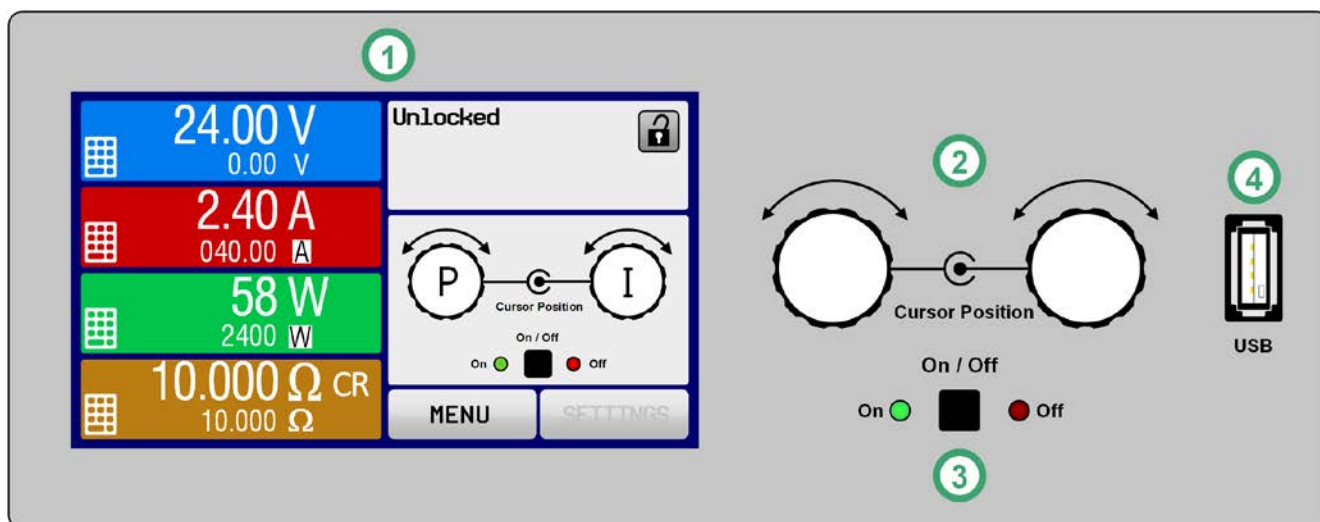 1
24.00 V
0.00 V
2.40 A
040.00 A
58 W
2400 W
10.000 Ω CR
10.000 Ω
Unlocked
P
I
Cursor Position
On / Off
On
Off
MENU
SETTINGS
2
Cursor Position
On / Off
On
Off
3
4
USB